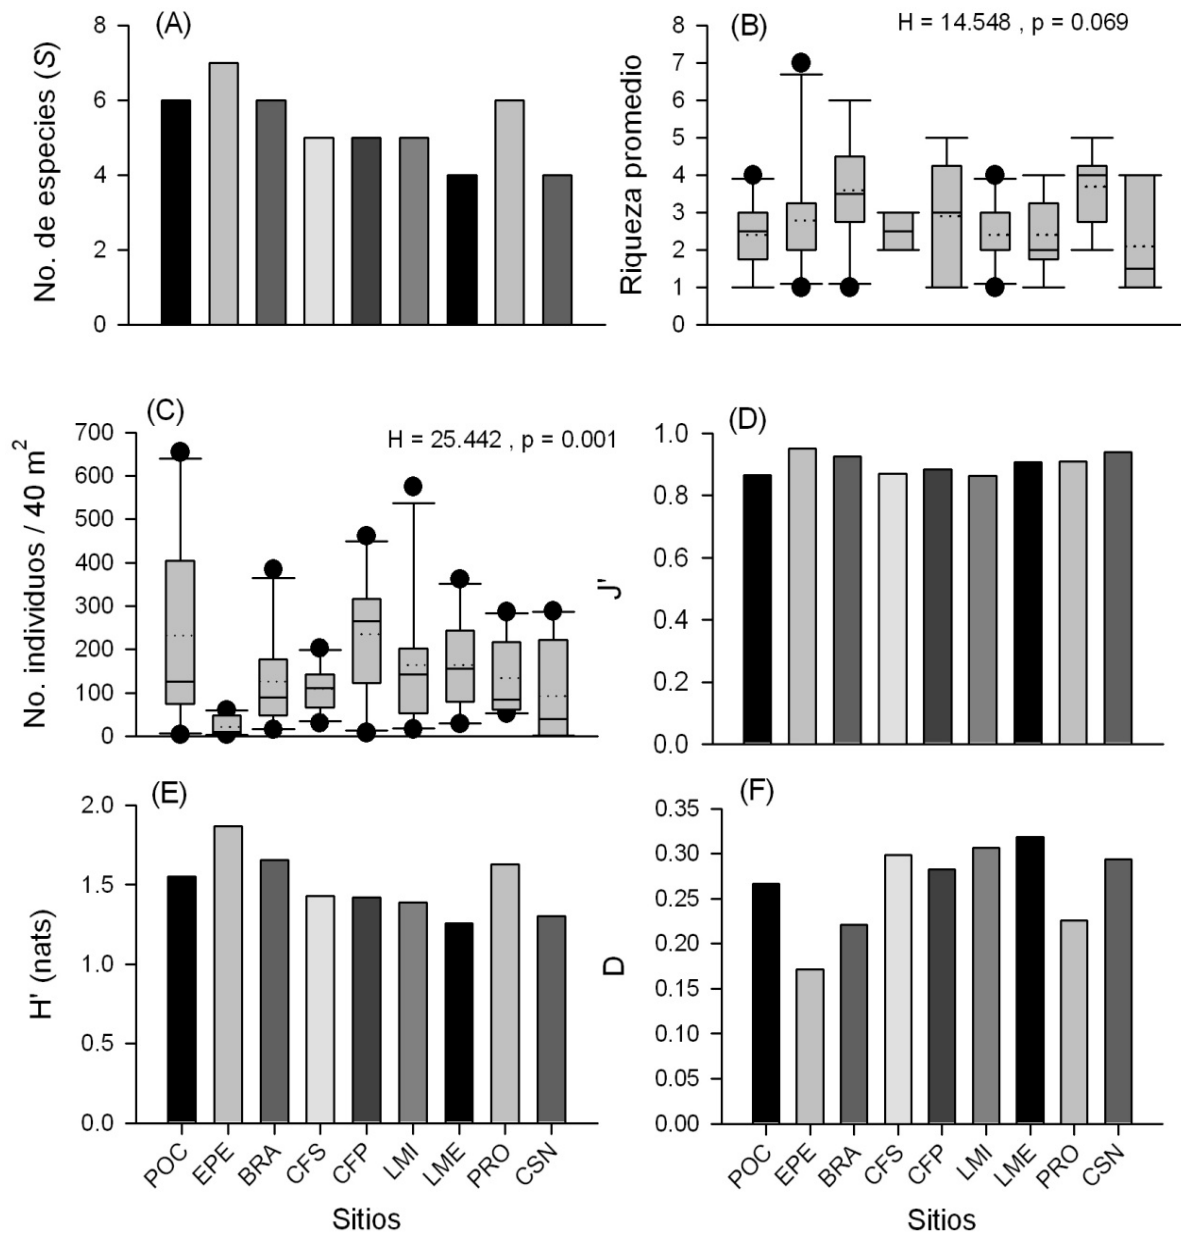 (A)
No. de especies (S)
8
6
4
2
0
(B)
H = 14.548 , p = 0.069
Riqueza promedio
8
7
6
5
4
3
2
1
0
(C)
H = 25.442 , p = 0.001
No. individuos / 40 m²
700
600
500
400
300
200
100
0
(D)
J'
1.0
0.8
0.6
0.4
0.2
0.0
(E)
H' (nats)
2.0
1.5
1.0
0.5
0.0
POC
EPE
BRA
CFS
CFP
LMI
LME
PRO
CSN
Sitios
(F)
D
0.35
0.30
0.25
0.20
0.15
0.10
0.05
0.00
POC
EPE
BRA
CFS
CFP
LMI
LME
PRO
CSN
Sitios